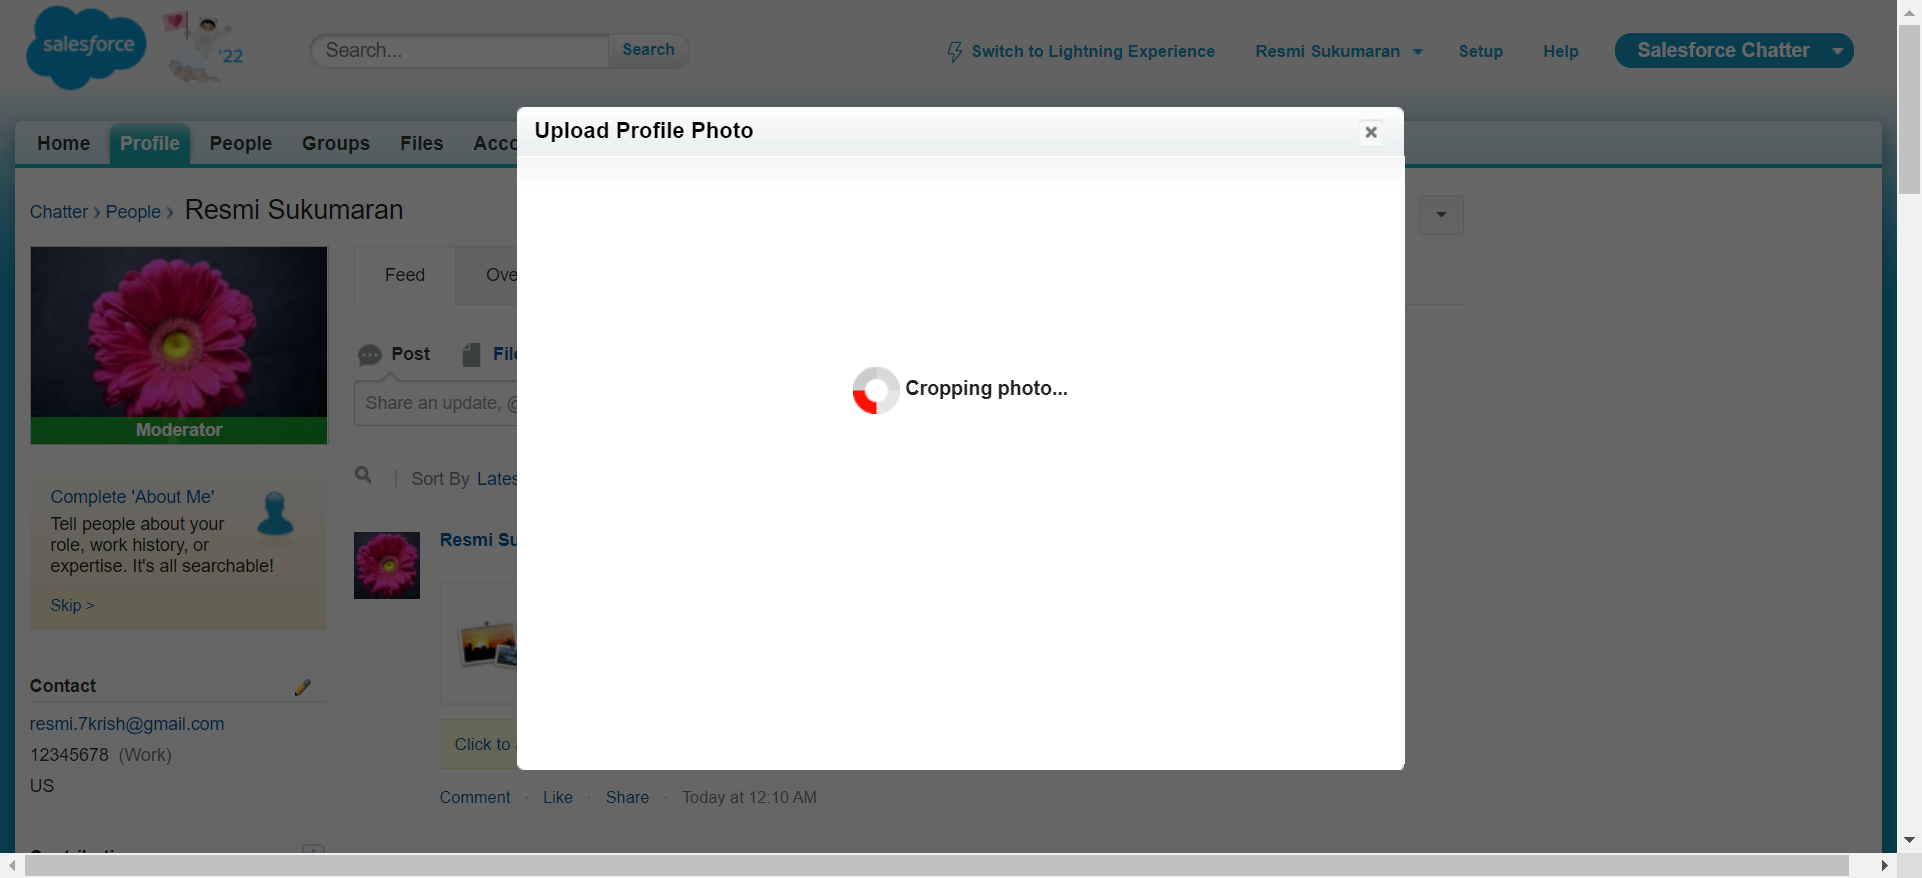 salesforce
'22
Search...
Search
Switch to Lightning Experience
Resmi Sukumaran
Setup
Help
Salesforce Chatter
Home
Profile
People
Groups
Files
Acco
Upload Profile Photo
Chatter › People › Resmi Sukumaran
Feed
Ove
Moderator
Post
File
Share an update, @
Cropping photo...
Sort By Lates
Complete 'About Me'
Tell people about your
role, work history, or
expertise. It's all searchable!
Skip >
Resmi Su
Contact
resmi.7krish@gmail.com
12345678 (Work)
US
Click to
Comment · Like · Share · Today at 12:10 AM